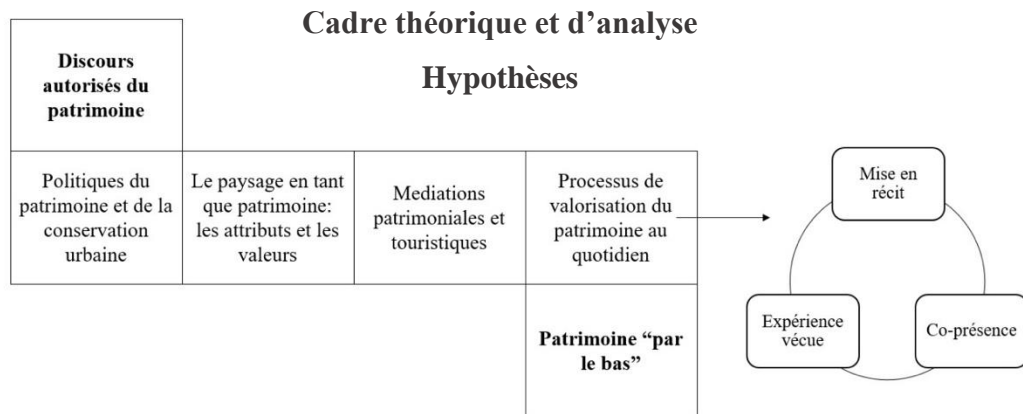 Cadre théorique et d’analyse
Hypothèses
Discours
autorisés du
patrimoine
Politiques du
patrimoine et de la
conservation
urbaine
Le paysage en tant
que patrimoine:
les attributs et les
valeurs
Mediations
patrimoniales et
touristiques
Processus de
valorisation du
patrimoine au
quotidien
Patrimoine “par
le bas”
Mise en
récit
Expérience
vécue
Co-présence